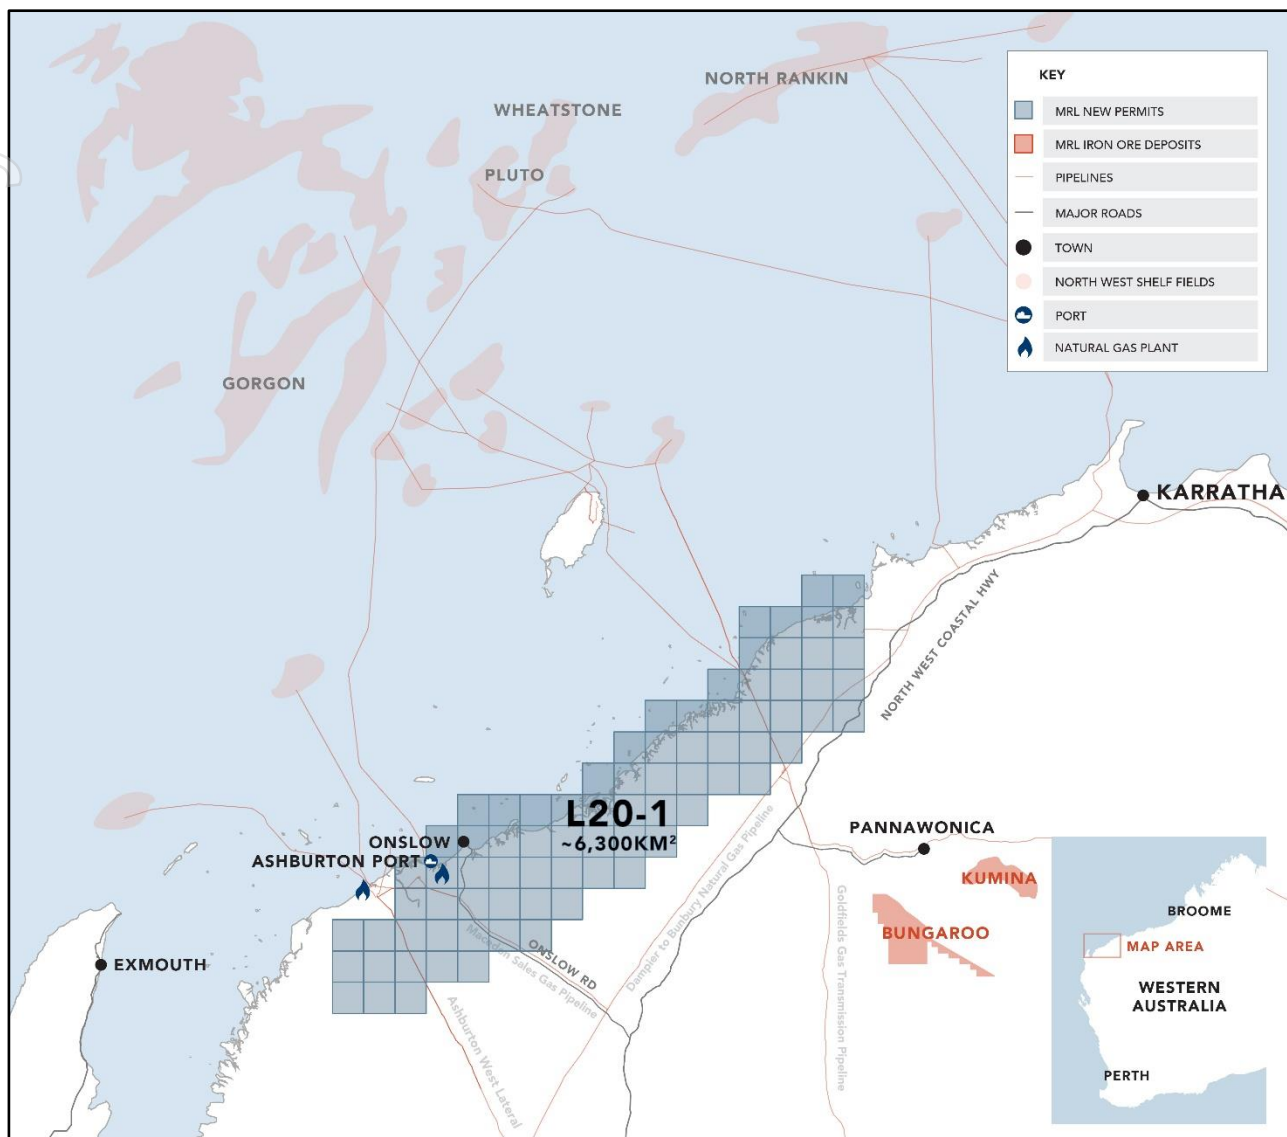 NORTH RANKIN
WHEATSTONE
PLUTO
GORGON
KEY
MRL NEW PERMITS
MRL IRON ORE DEPOSITS
PIPELINES
MAJOR ROADS
TOWN
NORTH WEST SHELF FIELDS
PORT
NATURAL GAS PLANT
KARRATHA
NORTH WEST COASTAL HWY
L20-1
~6,300KM²
ONSLOW
ASHBURTON PORT
PANNAWONICA
KUMINA
BUNGAROO
EXMOUTH
ONSLOW RD
Macedon Sales Gas Pipeline
Dampier to Bunbury Natural Gas Pipeline
Goldfields Gas Transmission Pipeline
Ashburton West Lateral
BROOME
MAP AREA
WESTERN
AUSTRALIA
PERTH